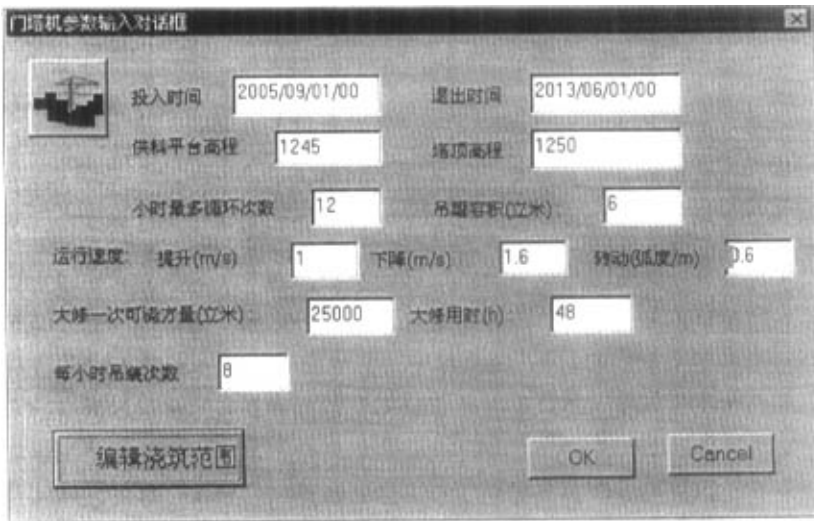 门塔机参数输入对话框
投入时间 2005/09/01/00 退出时间 2013/06/01/00
供料平台高程 1245 塔顶高程 1250
小时最多循环次数 12 吊罐容积(立米): 6
运行速度: 提升(m/s) 1 下降(m/s) 1.6 转动(弧度/m) 0.6
大修一次可浇方量(立米): 25000 大修用时(h): 48
每小时吊罐次数 8
编辑浇筑范围 OK Cancel